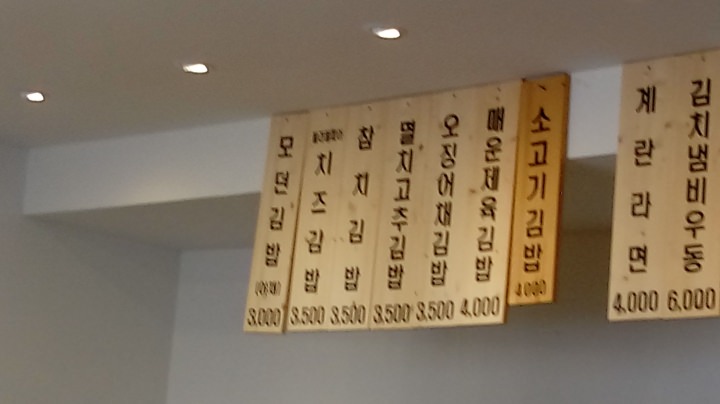 모던김밥
(야채)
3.000
치즈김밥
3.500
참치김밥
3.500
멸치고추김밥
3.500
오징어채김밥
3.500
매운제육김밥
4.000
소고기김밥
4.000
계란라면
4.000
김치냄비우동
6.000